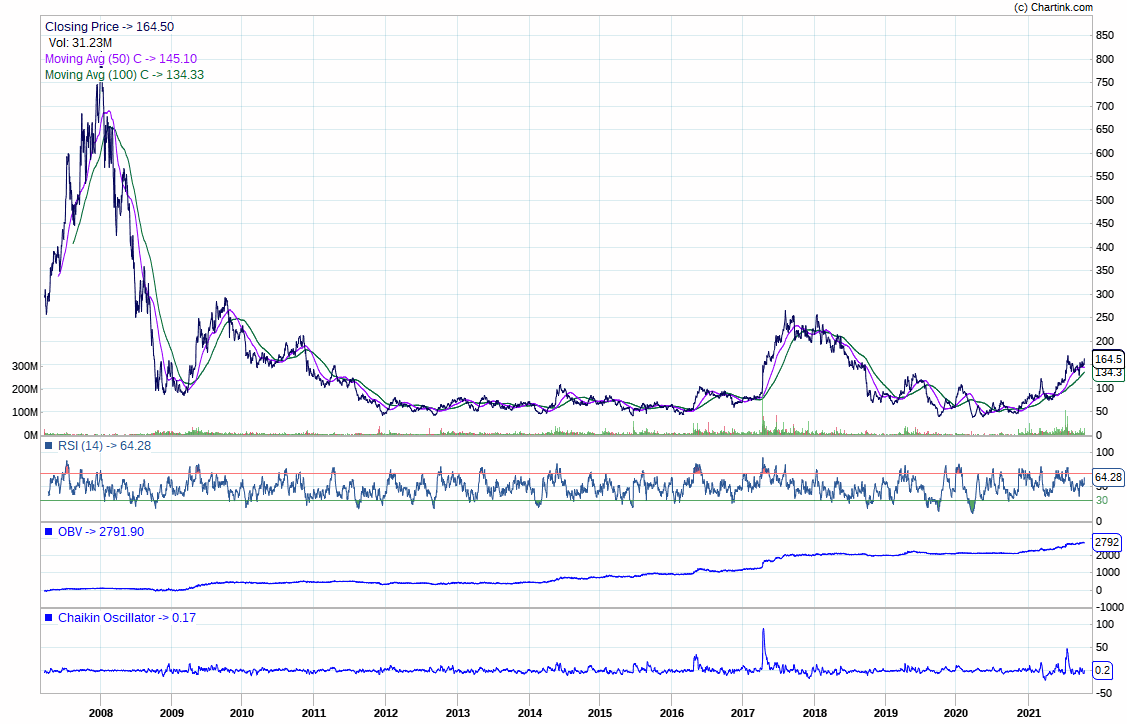 (c) Chartink.com
Closing Price -> 164.50
Vol: 31.23M
Moving Avg (50) C -> 145.10
Moving Avg (100) C -> 134.33
850
800
750
700
650
600
550
500
450
400
350
300
250
200
164.5
134.3
100
50
0
300M
200M
100M
0M
RSI (14) -> 64.28
100
64.28
50
30
0
OBV -> 2791.90
2792
2000
1000
0
-1000
Chaikin Oscillator -> 0.17
100
50
0.2
-50
2008 2009 2010 2011 2012 2013 2014 2015 2016 2017 2018 2019 2020 2021